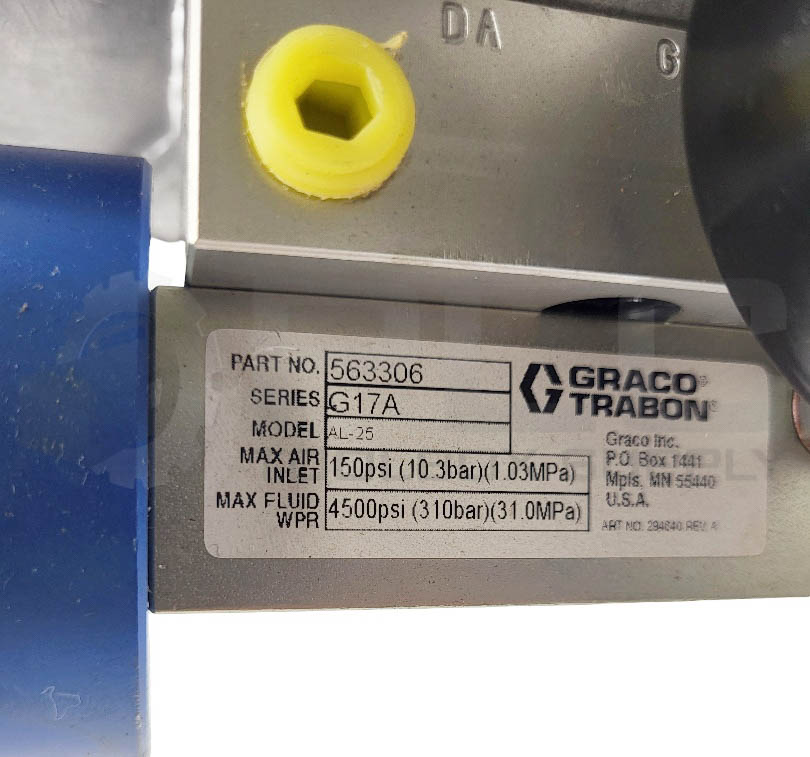 DA
G
PART NO. 563306
SERIES G17A
MODEL AL-25
MAX AIR INLET 150psi (10.3bar)(1.03MPa)
MAX FLUID WPR 4500psi (310bar)(31.0MPa)
GRACO
TRABON
Graco Inc.
P.O. Box 1441
Mpls. MN 55440
U.S.A.
ART NO. 294640 REV. A